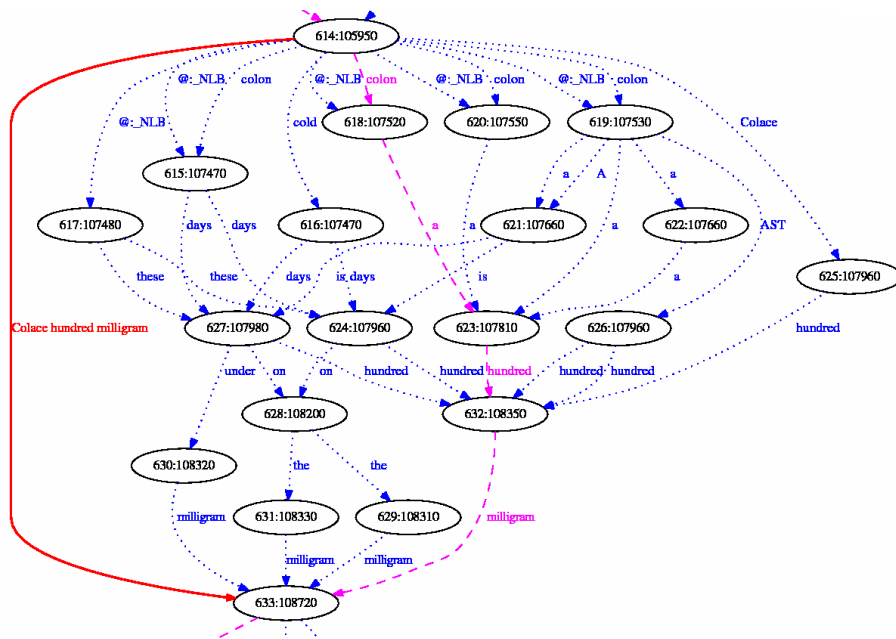 614:105950
@:_NLB colon @:_NLB colon @:_NLB colon @:_NLB colon
@:_NLB colon
cold
618:107520 620:107550 619:107530
Colace
@:_NLB
615:107470
a A a
617:107480 616:107470 621:107660 622:107660
days days a a a AST
these these days is days is a
625:107960
627:107980 624:107960 623:107810 626:107960
Colace hundred milligram
hundred
under on on hundred hundred hundred hundred hundred
628:108200 632:108350
630:108320
the the
631:108330 629:108310
milligram milligram
milligram milligram
633:108720